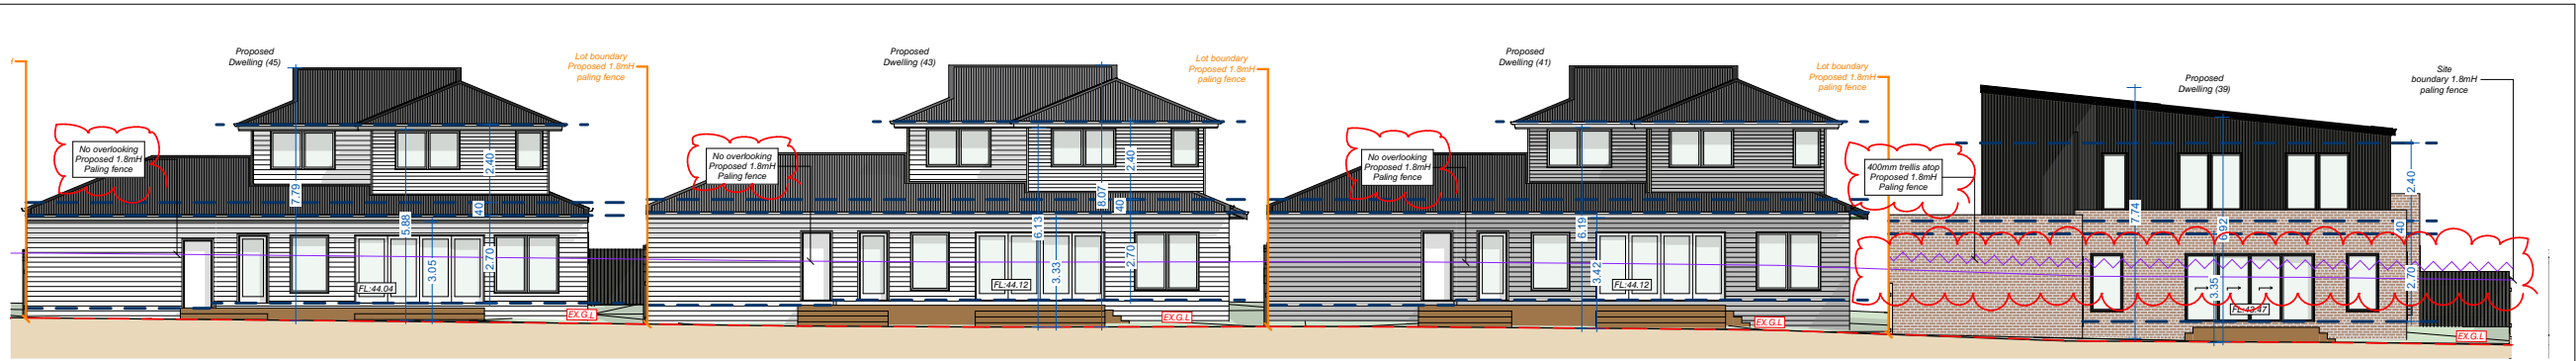 Proposed
Dwelling (45)
Lot boundary
Proposed 1.8mH
paling fence
Proposed
Dwelling (43)
Lot boundary
Proposed 1.8mH
paling fence
Proposed
Dwelling (41)
Lot boundary
Proposed 1.8mH
paling fence
Proposed
Dwelling (39)
Site
boundary 1.8mH
paling fence
No overlooking
Proposed 1.8mH
Paling fence
7.79
5.88
3.05
2.40
40
2.70
FL:44.04
EX.G.L
No overlooking
Proposed 1.8mH
Paling fence
6.13
3.33
8.07
2.40
40
2.70
FL:44.12
EX.G.L
No overlooking
Proposed 1.8mH
Paling fence
6.19
3.42
FL:44.12
EX.G.L
400mm trellis atop
Proposed 1.8mH
Paling fence
7.74
6.92
3.35
2.40
40
2.70
FL:43.47
EX.G.L